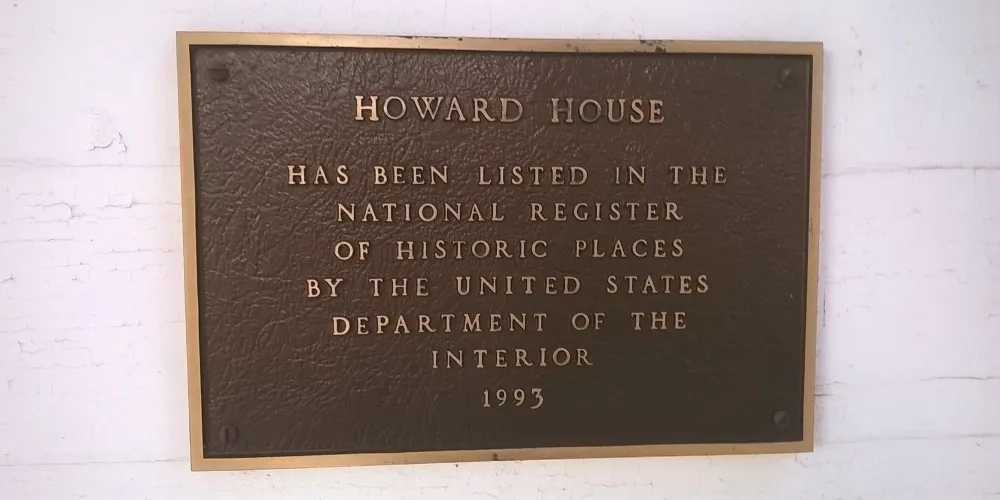 HOWARD HOUSE
HAS BEEN LISTED IN THE
NATIONAL REGISTER
OF HISTORIC PLACES
BY THE UNITED STATES
DEPARTMENT OF THE
INTERIOR
1993